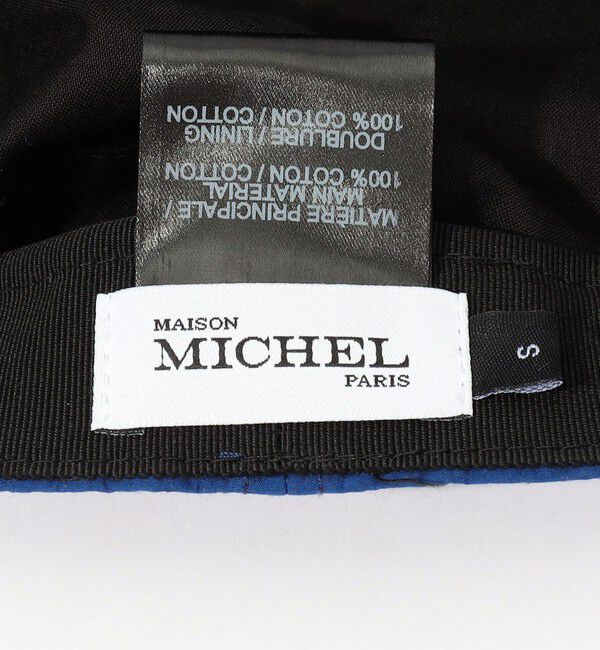 MATIÈRE PRINCIPALE /
MAIN MATERIAL
100% COTON / COTTON
DOUBLURE / LINING
100% COTON / COTTON
MAISON
MICHEL
PARIS
S